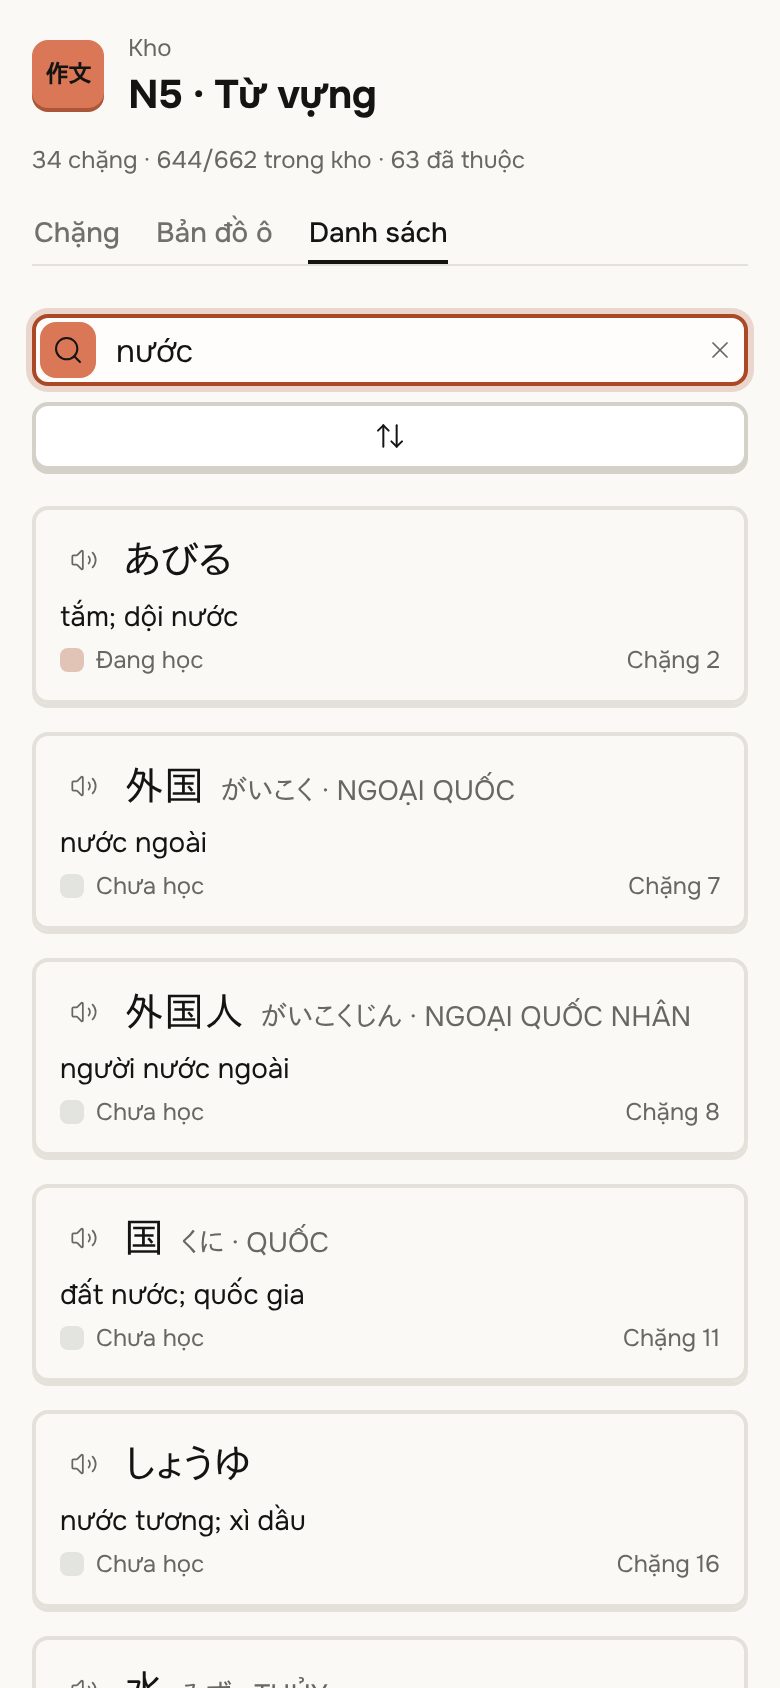 作文
Kho
N5 · Từ vựng
34 chặng · 644/662 trong kho · 63 đã thuộc
Chặng Bản đồ ô Danh sách
nước
あびる
tắm; dội nước
Đang học Chặng 2
外国 がいこく · NGOẠI QUỐC
nước ngoài
Chưa học Chặng 7
外国人 がいこくじん · NGOẠI QUỐC NHÂN
người nước ngoài
Chưa học Chặng 8
国 くに · QUỐC
đất nước; quốc gia
Chưa học Chặng 11
しょうゆ
nước tương; xì dầu
Chưa học Chặng 16
水 みず · THỦY